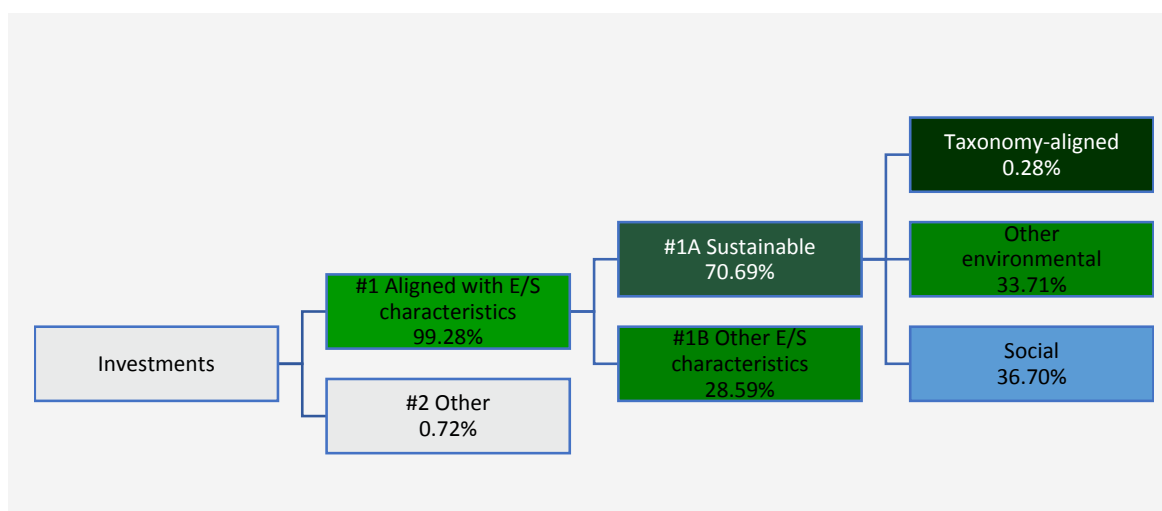 Investments
#1 Aligned with E/S
characteristics
99.28%
#2 Other
0.72%
#1A Sustainable
70.69%
#1B Other E/S
characteristics
28.59%
Taxonomy-aligned
0.28%
Other
environmental
33.71%
Social
36.70%